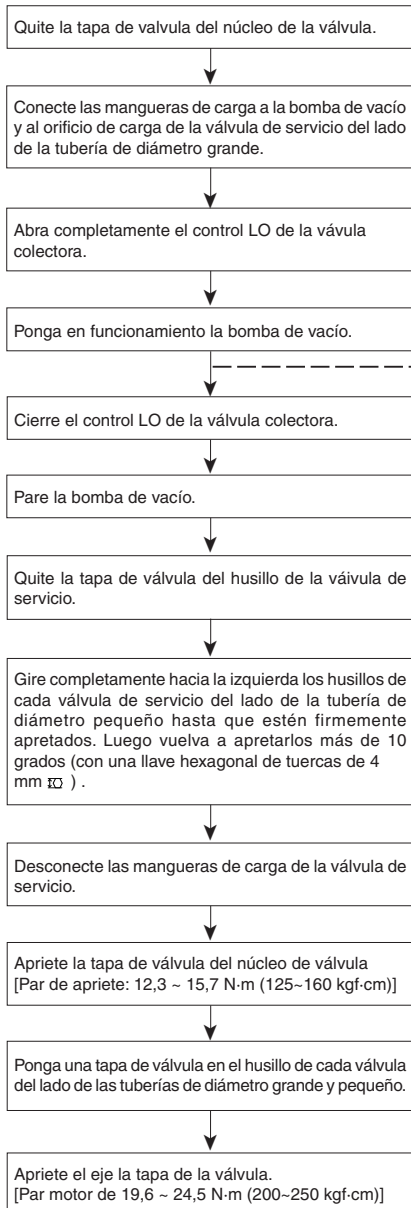 Quite la tapa de valvula del núcleo de la válvula.
Conecte las mangueras de carga a la bomba de vacío
y al orificio de carga de la válvula de servicio del lado
de la tubería de diámetro grande.
Abra completamente el control LO de la vávula
colectora.
Ponga en funcionamiento la bomba de vacío.
Cierre el control LO de la válvula colectora.
Pare la bomba de vacío.
Quite la tapa de válvula del husillo de la váivula de
servicio.
Gire completamente hacia la izquierda los husillos de
cada válvula de servicio del lado de la tubería de
diámetro pequeño hasta que estén firmemente
apretados. Luego vuelva a apretarlos más de 10
grados (con una llave hexagonal de tuercas de 4
mm ) .
Desconecte las mangueras de carga de la válvula de
servicio.
Apriete la tapa de válvula del núcleo de válvula
[Par de apriete: 12,3 ~ 15,7 N·m (125~160 kgf·cm)]
Ponga una tapa de válvula en el husillo de cada válvula
del lado de las tuberías de diámetro grande y pequeño.
Apriete el eje la tapa de la válvula.
[Par motor de 19,6 ~ 24,5 N·m (200~250 kgf·cm)]